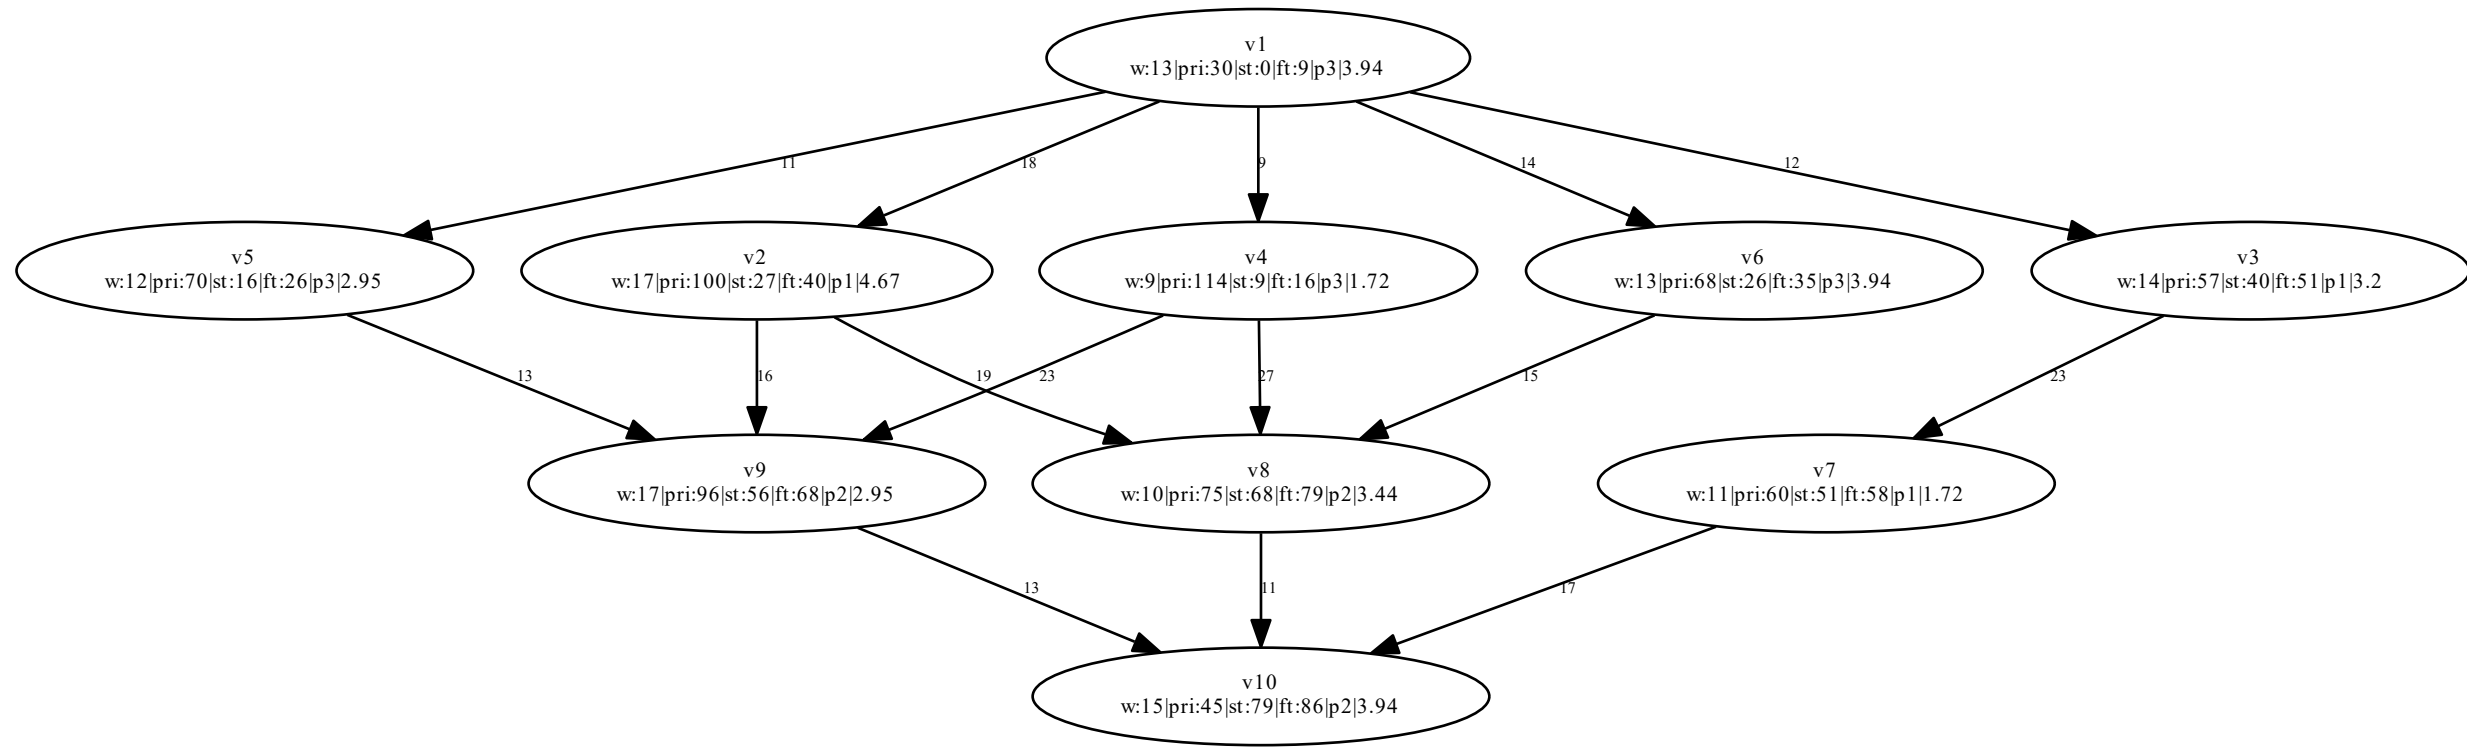 v1
w:13|pri:30|st:0|ft:9|p3|3.94
11
18
9
14
12
v5
w:12|pri:70|st:16|ft:26|p3|2.95
v2
w:17|pri:100|st:27|ft:40|p1|4.67
v4
w:9|pri:114|st:9|ft:16|p3|1.72
v6
w:13|pri:68|st:26|ft:35|p3|3.94
v3
w:14|pri:57|st:40|ft:51|p1|3.2
13
16
19
23
27
15
23
v9
w:17|pri:96|st:56|ft:68|p2|2.95
v8
w:10|pri:75|st:68|ft:79|p2|3.44
v7
w:11|pri:60|st:51|ft:58|p1|1.72
13
11
17
v10
w:15|pri:45|st:79|ft:86|p2|3.94